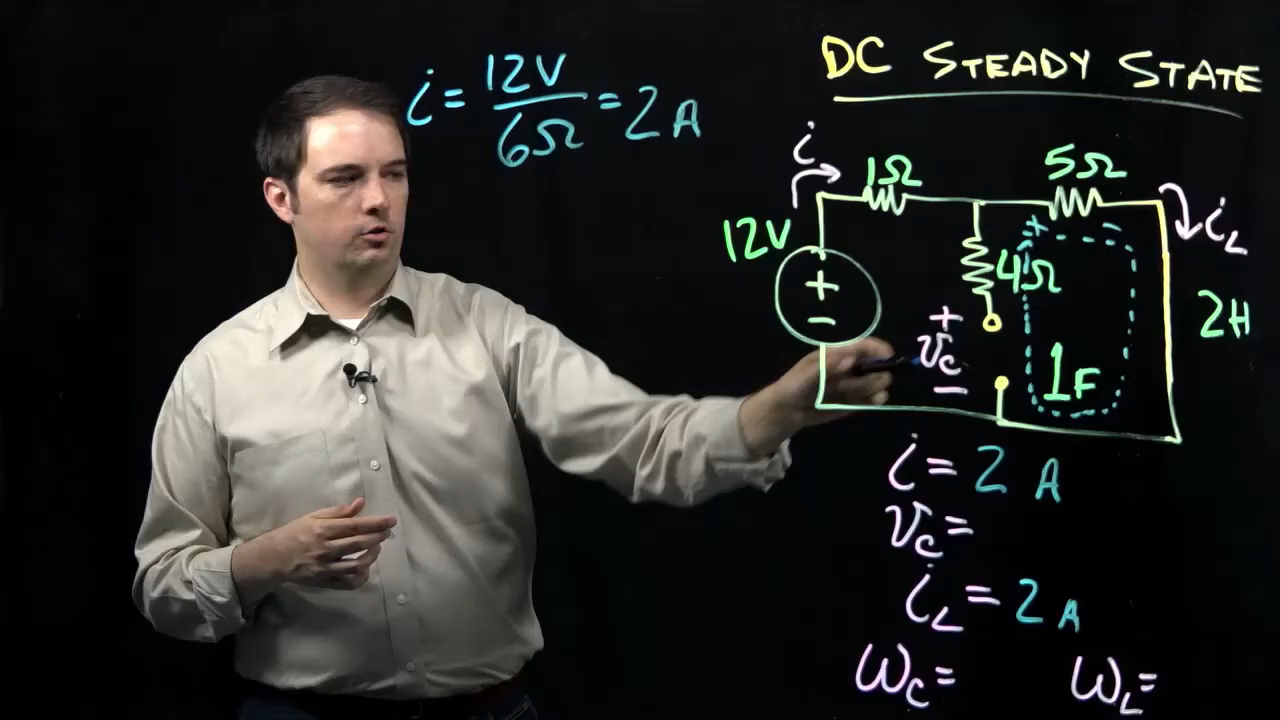 DC STEADY STATE
i = 12V / 6Ω = 2 A
i
1Ω
5Ω
i_L
12V
+
4Ω
+
−
+
v_c
−
1F
2H
i = 2 A
v_c =
i_L = 2 A
ω_c =
ω_L =